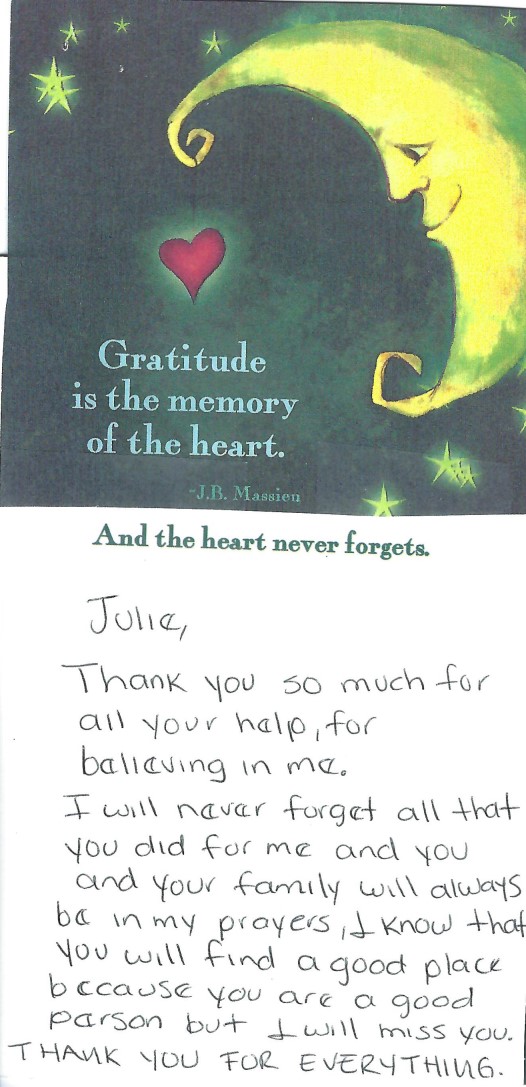 Gratitude
is the memory
of the heart.
-J.B. Massieu
And the heart never forgets.
Julie,
Thank you so much for
all your help, for
believing in me.
I will never forget all that
you did for me and you
and your family will always
be in my prayers, I know that
you will find a good place
because you are a good
person but I will miss you.
THANK YOU FOR EVERYTHING.